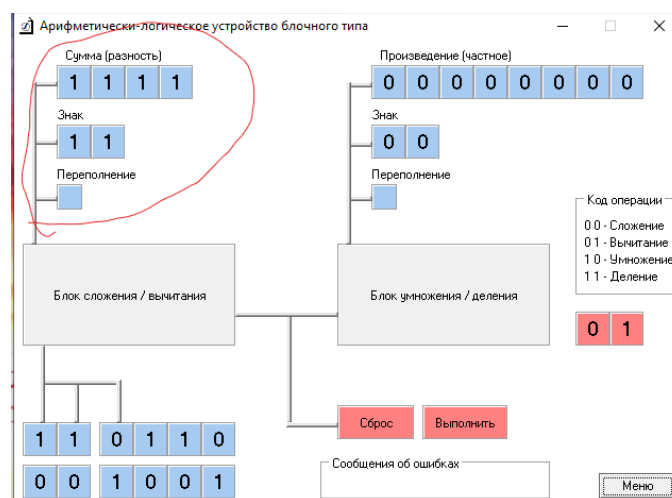 Арифметически-логическое устройство блочного типа
Сумма (разность)
1 1 1 1
Знак
1 1
Переполнение
Произведение (частное)
0 0 0 0 0 0 0 0
Знак
0 0
Переполнение
Код операции
0 0 - Сложение
0 1 - Вычитание
1 0 - Умножение
1 1 - Деление
0 1
Блок сложения / вычитания
Блок умножения / деления
1 1 0 1 1 0
0 0 1 0 0 1
Сброс
Выполнить
Сообщения об ошибках
Меню